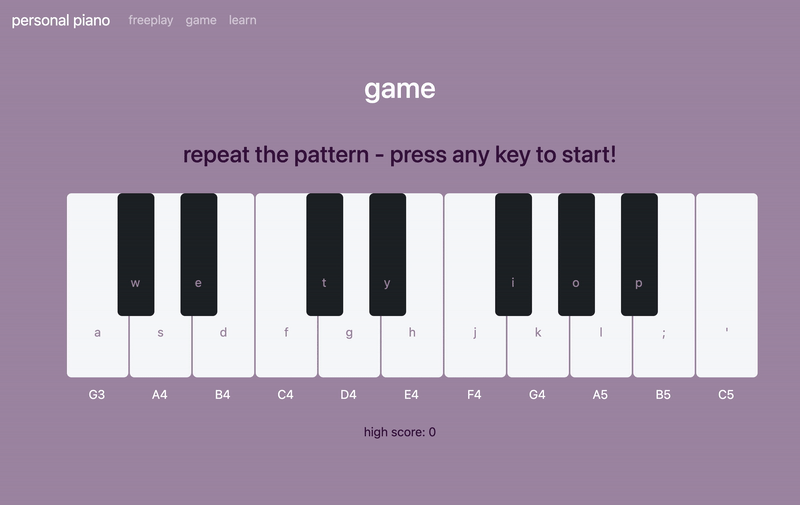 personal piano freeplay game learn
game
repeat the pattern - press any key to start!
w e t y i o p
a s d f g h j k l ; '
G3 A4 B4 C4 D4 E4 F4 G4 A5 B5 C5
high score: 0